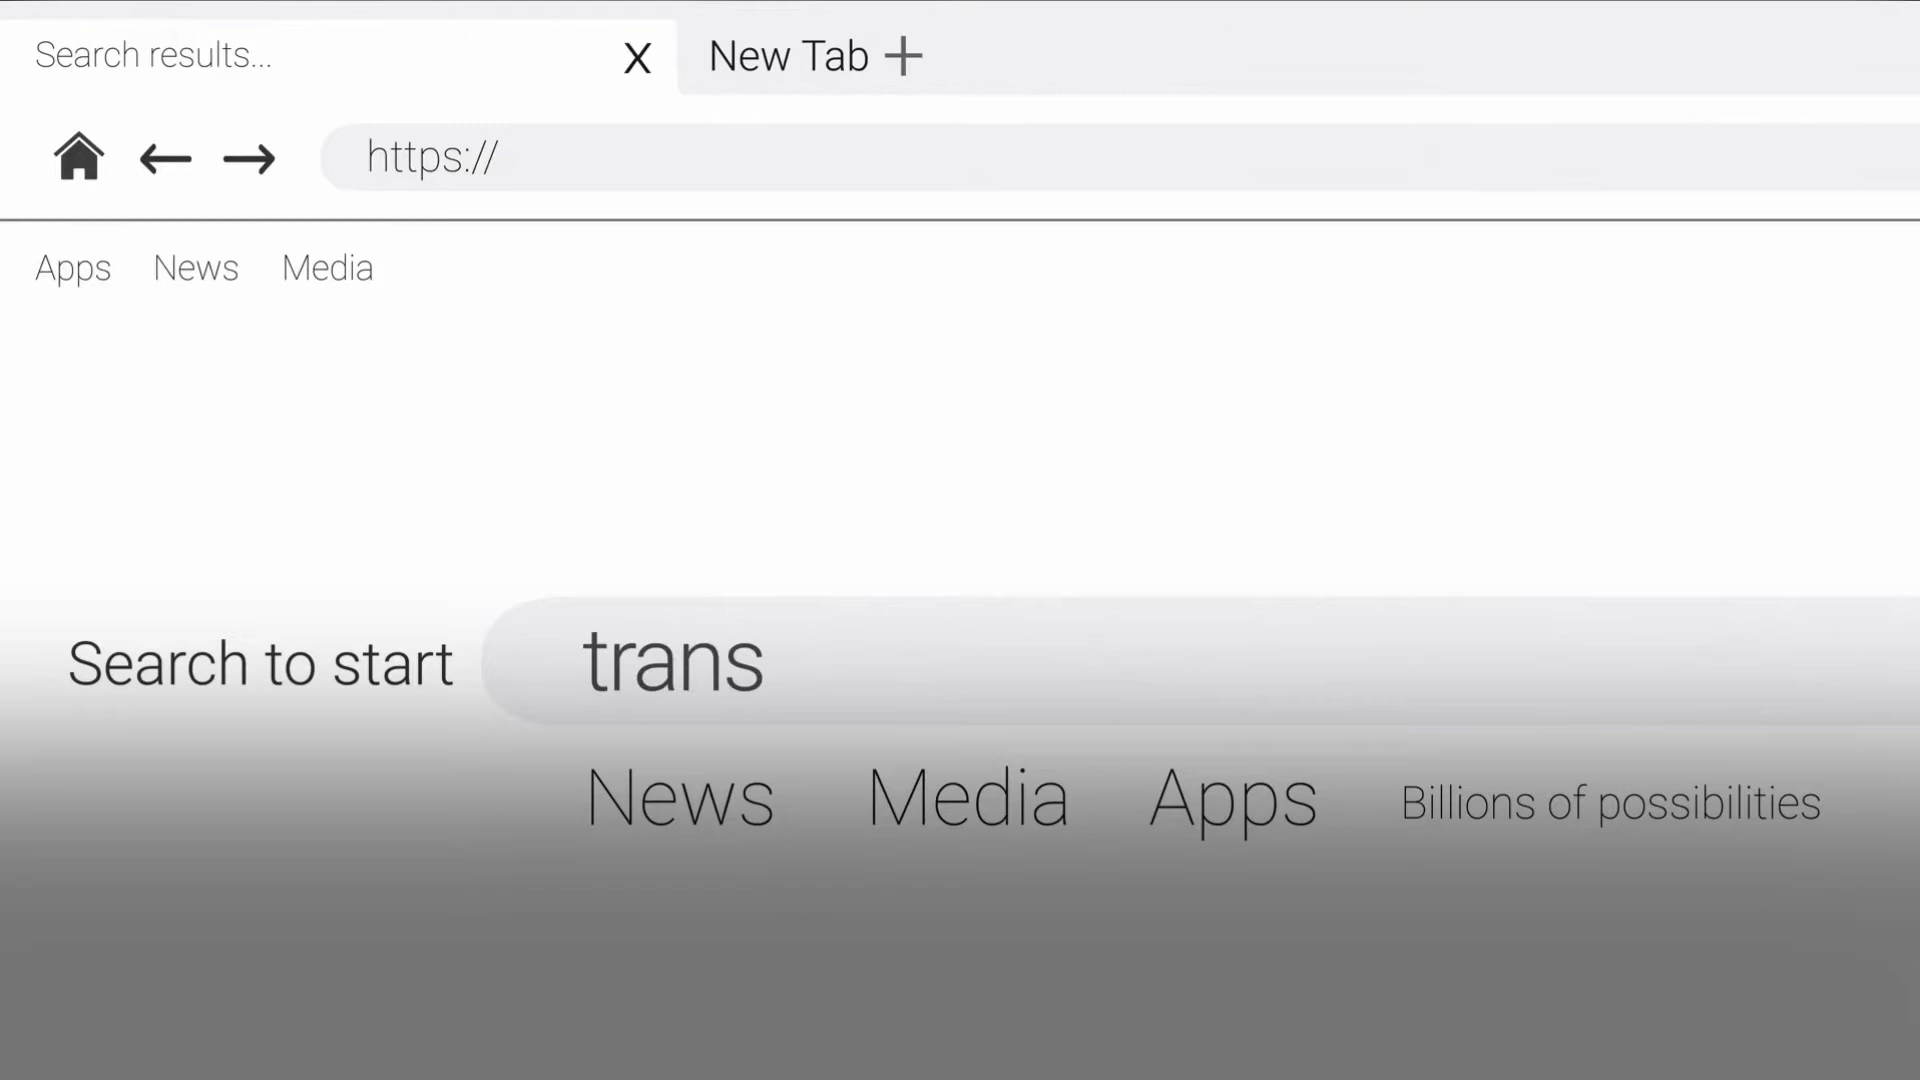 Search results... X New Tab +
https://
Apps News Media
Search to start trans
News Media Apps Billions of possibilities